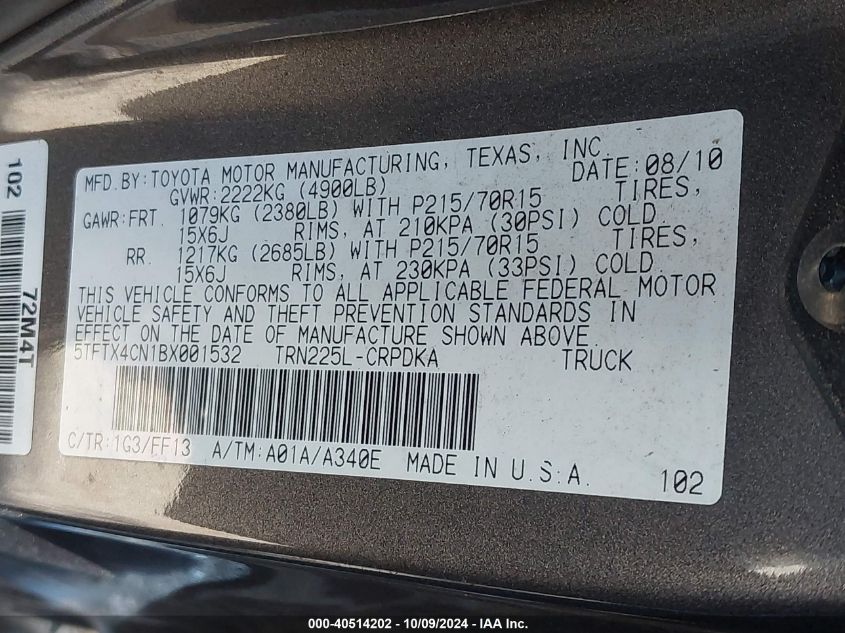 MFD. BY: TOYOTA MOTOR MANUFACTURING, TEXAS, INC.
GVWR: 2222KG (4900LB) DATE: 08/10
GAWR: FRT. 1079KG (2380LB) WITH P215/70R15 TIRES,
15X6J RIMS, AT 210KPA (30PSI) COLD.
RR. 1217KG (2685LB) WITH P215/70R15 TIRES,
15X6J RIMS, AT 230KPA (33PSI) COLD.
THIS VEHICLE CONFORMS TO ALL APPLICABLE FEDERAL MOTOR
VEHICLE SAFETY AND THEFT PREVENTION STANDARDS IN
EFFECT ON THE DATE OF MANUFACTURE SHOWN ABOVE.
5TFTX4CN1BX001532 TRN225L-CRPDKA TRUCK
C/TR: 1G3/FF13 A/TM: A01A/A340E MADE IN U.S.A.
102
102
72M4T
000-40514202 - 10/09/2024 - IAA Inc.